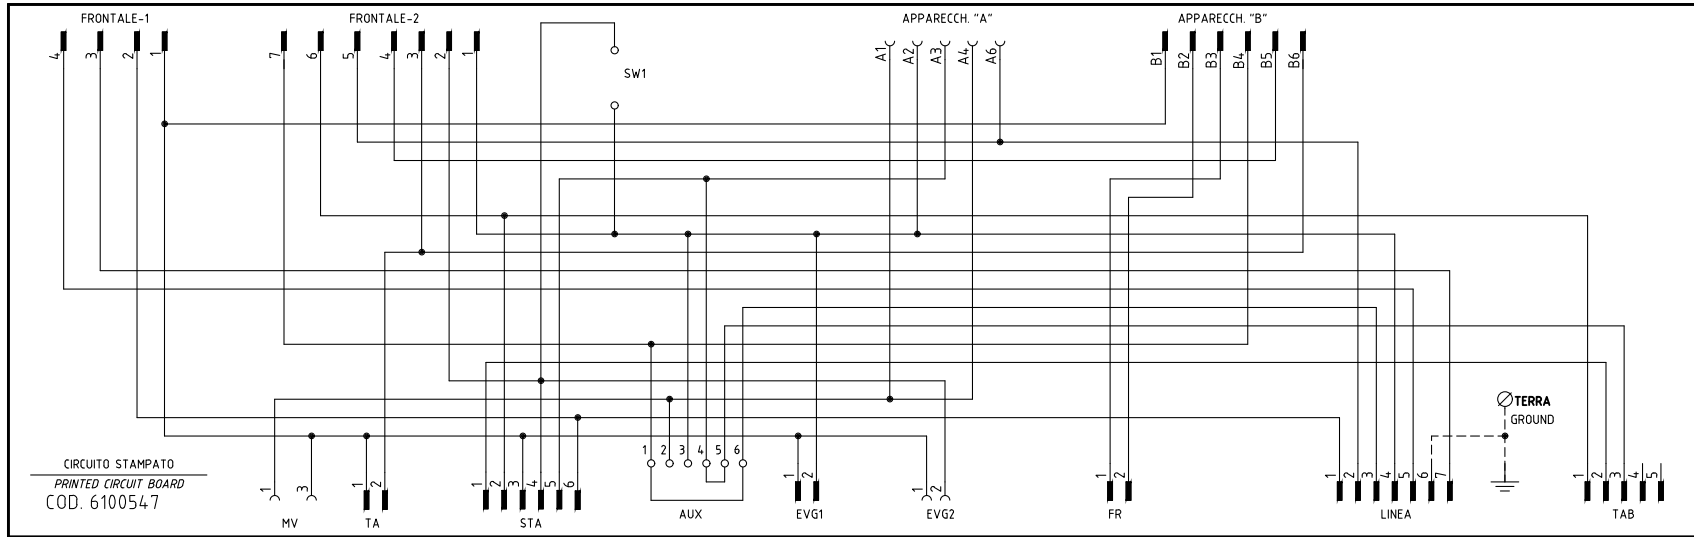 FRONTALE-1 FRONTALE-2 APPARECCH. "A" APPARECCH. "B"
4 3 2 1 7 6 5 4 3 2 1 A1 A2 A3 A4 A6 B1 B2 B3 B4 B5 B6
SW1
TERRA
GROUND
1 2 3 4 5 6
CIRCUITO STAMPATO
PRINTED CIRCUIT BOARD
COD. 6100547
1 3 1 2 1 2 3 4 5 6 1 2 1 2 1 2 1 2 3 4 5 6 7 1 2 3 4 5
MV TA STA AUX EVG1 EVG2 FR LINEA TAB